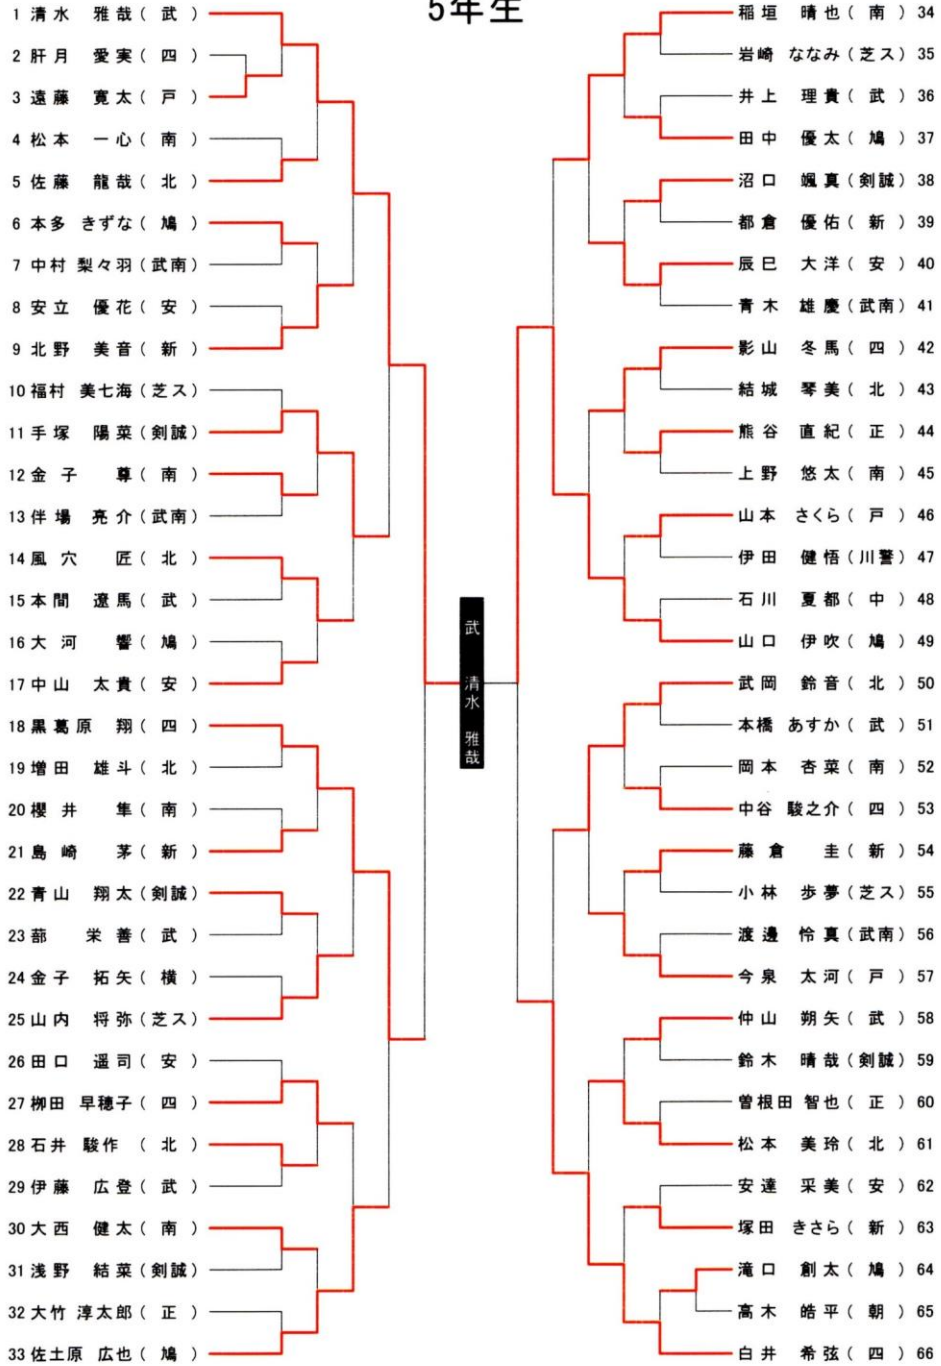 5年生
1 清水 雅哉 ( 武 )
2 肝月 愛実 ( 四 )
3 遠藤 寛太 ( 戸 )
4 松本 一心 ( 南 )
5 佐藤 龍哉 ( 北 )
6 本多 きずな ( 鳩 )
7 中村 梨々羽 (武南)
8 安立 優花 ( 安 )
9 北野 美音 ( 新 )
10 福村 美七海 (芝ス)
11 手塚 陽菜 (剣誠)
12 金子 尊 ( 南 )
13 伴場 亮介 (武南)
14 風穴 匠 ( 北 )
15 本間 遼馬 ( 武 )
16 大河 響 ( 鳩 )
17 中山 太貴 ( 安 )
18 黒葛原 翔 ( 四 )
19 増田 雄斗 ( 北 )
20 櫻井 隼 ( 南 )
21 島崎 茅 ( 新 )
22 青山 翔太 (剣誠)
23 蔀 栄善 ( 武 )
24 金子 拓矢 ( 横 )
25 山内 将弥 (芝ス)
26 田口 遥司 ( 安 )
27 柳田 早穂子 ( 四 )
28 石井 駿作 ( 北 )
29 伊藤 広登 ( 武 )
30 大西 健太 ( 南 )
31 浅野 結菜 (剣誠)
32 大竹 淳太郎 ( 正 )
33 佐土原 広也 ( 鳩 )
武 清水 雅哉
稲垣 晴也 ( 南 ) 34
岩崎 ななみ (芝ス) 35
井上 理貴 ( 武 ) 36
田中 優太 ( 鳩 ) 37
沼口 颯真 (剣誠) 38
都倉 優佑 ( 新 ) 39
辰巳 大洋 ( 安 ) 40
青木 雄慶 (武南) 41
影山 冬馬 ( 四 ) 42
結城 琴美 ( 北 ) 43
熊谷 直紀 ( 正 ) 44
上野 悠太 ( 南 ) 45
山本 さくら ( 戸 ) 46
伊田 健悟 (川警) 47
石川 夏都 ( 中 ) 48
山口 伊吹 ( 鳩 ) 49
武岡 鈴音 ( 北 ) 50
本橋 あすか ( 武 ) 51
岡本 杏菜 ( 南 ) 52
中谷 駿之介 ( 四 ) 53
藤倉 圭 ( 新 ) 54
小林 歩夢 (芝ス) 55
渡邊 怜真 (武南) 56
今泉 太河 ( 戸 ) 57
仲山 朔矢 ( 武 ) 58
鈴木 晴哉 (剣誠) 59
曽根田 智也 ( 正 ) 60
松本 美玲 ( 北 ) 61
安達 采美 ( 安 ) 62
塚田 きさら ( 新 ) 63
滝口 創太 ( 鳩 ) 64
高木 皓平 ( 朝 ) 65
白井 希弦 ( 四 ) 66